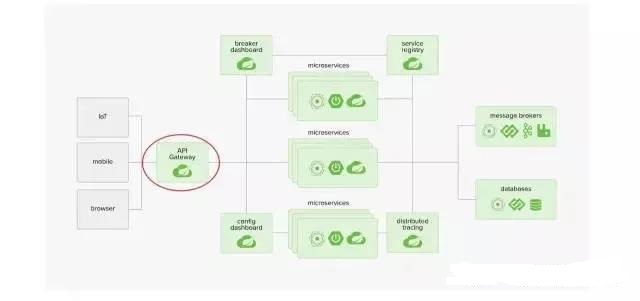 breaker
dashboard
service
registry
microservices
IoT
message brokers
microservices
API
Gateway
mobile
databases
microservices
browser
config
dashboard
distributed
tracing